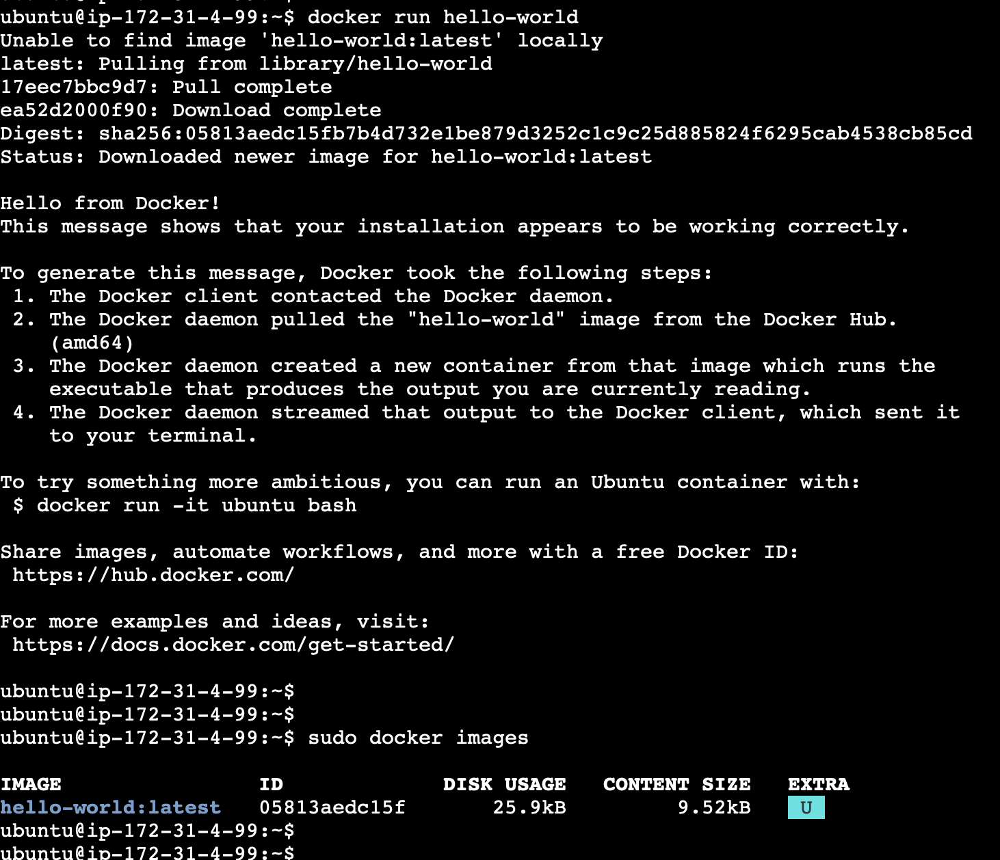 ubuntu@ip-172-31-4-99:~$ docker run hello-world
Unable to find image 'hello-world:latest' locally
latest: Pulling from library/hello-world
17eec7bbc9d7: Pull complete
ea52d2000f90: Download complete
Digest: sha256:05813aedc15fb7b4d732e1be879d3252c1c9c25d885824f6295cab4538cb85cd
Status: Downloaded newer image for hello-world:latest

Hello from Docker!
This message shows that your installation appears to be working correctly.

To generate this message, Docker took the following steps:
 1. The Docker client contacted the Docker daemon.
 2. The Docker daemon pulled the "hello-world" image from the Docker Hub.
    (amd64)
 3. The Docker daemon created a new container from that image which runs the
    executable that produces the output you are currently reading.
 4. The Docker daemon streamed that output to the Docker client, which sent it
    to your terminal.

To try something more ambitious, you can run an Ubuntu container with:
 $ docker run -it ubuntu bash

Share images, automate workflows, and more with a free Docker ID:
 https://hub.docker.com/

For more examples and ideas, visit:
 https://docs.docker.com/get-started/

ubuntu@ip-172-31-4-99:~$
ubuntu@ip-172-31-4-99:~$
ubuntu@ip-172-31-4-99:~$ sudo docker images

IMAGE                ID             DISK USAGE   CONTENT SIZE   EXTRA
hello-world:latest   05813aedc15f       25.9kB         9.52kB    U
ubuntu@ip-172-31-4-99:~$
ubuntu@ip-172-31-4-99:~$